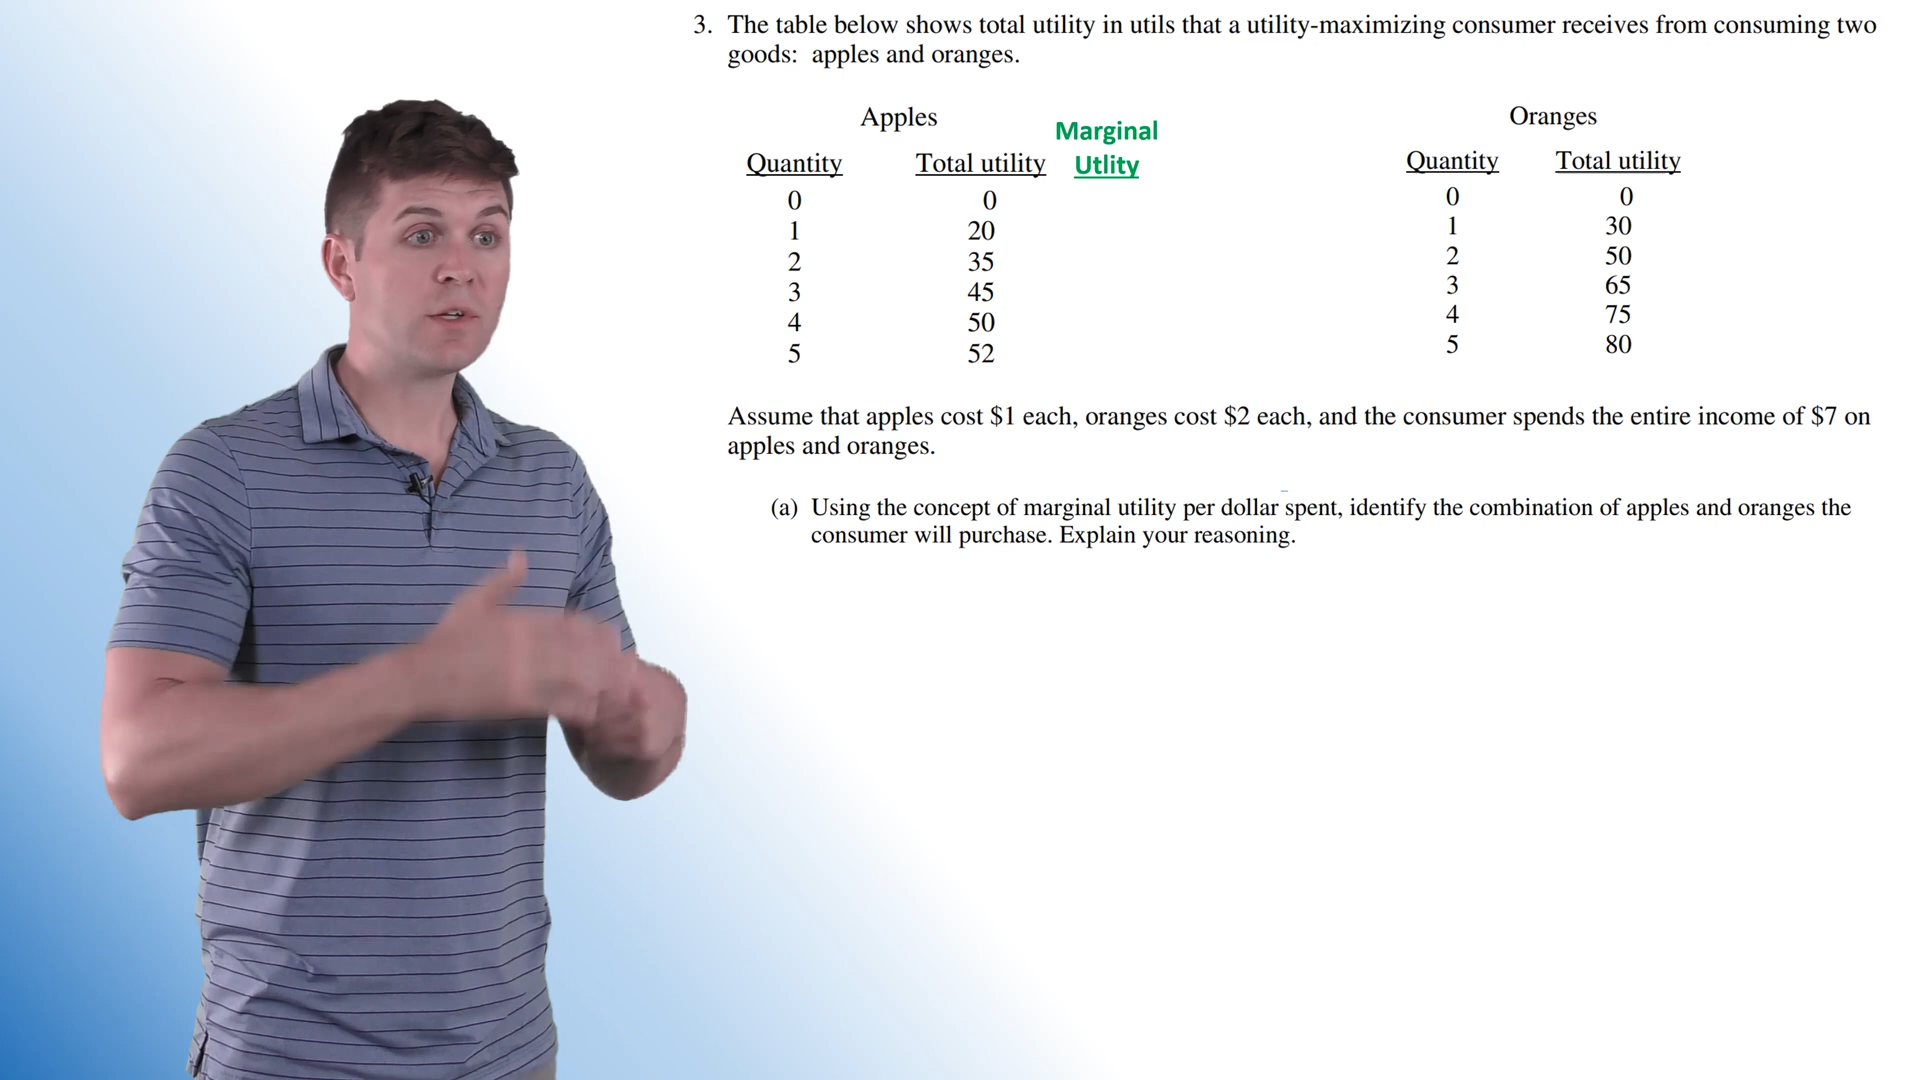 3. The table below shows total utility in utils that a utility-maximizing consumer receives from consuming two
goods: apples and oranges.
Apples
Marginal
Oranges
Quantity Total utility Utlity
Quantity Total utility
0 0
0 0
1 20
1 30
2 35
2 50
3 45
3 65
4 50
4 75
5 52
5 80
Assume that apples cost $1 each, oranges cost $2 each, and the consumer spends the entire income of $7 on
apples and oranges.
(a) Using the concept of marginal utility per dollar spent, identify the combination of apples and oranges the
consumer will purchase. Explain your reasoning.